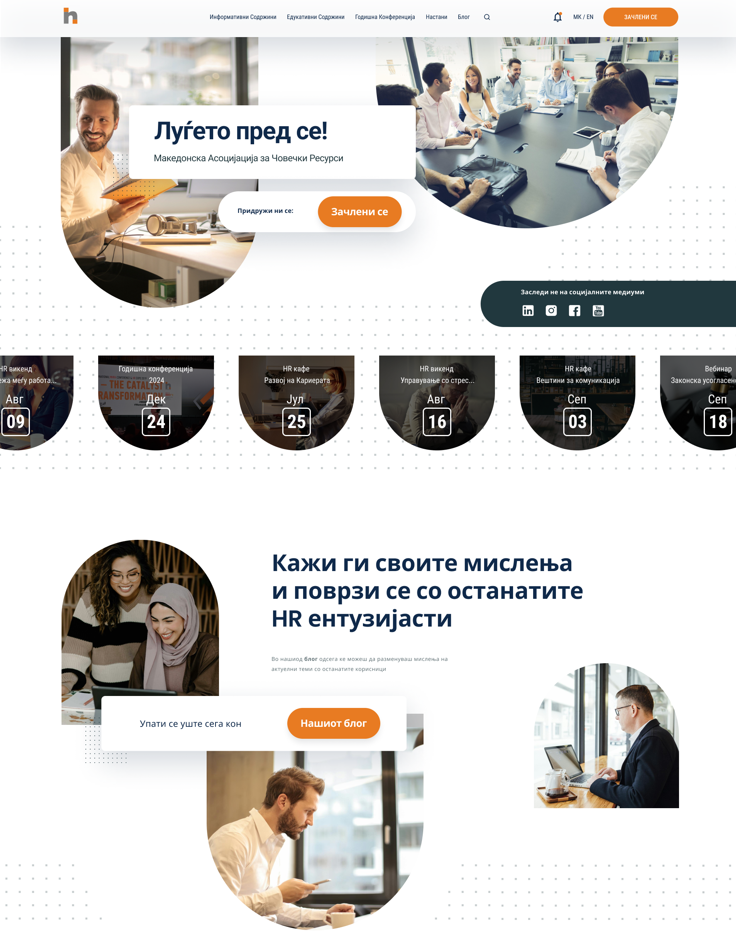 Информативни Содржини
Едукативни Содржини
Годишна Конференција
Настани
Блог
МК / EN
ЗАЧЛЕНИ СЕ
Луѓето пред се!
Македонска Асоцијација за Човечки Ресурси
Придружи ни се:
Зачлени се
Заследи не на социјалните медиуми
HR викенд
ежа меѓу работа...
Авг
09
Годишна конференција
2024
Дек
24
HR кафе
Развој на Кариерата
Јул
25
HR викенд
Управување со стрес...
Авг
16
HR кафе
Вештини за комуникација
Сеп
03
Вебинар
Законска усогласен
Сеп
18
Кажи ги своите мислења
и поврзи се со останатите
HR ентузијасти
Во нашиот блог одсега ке можеш да разменуваш мислења на
актуелни теми со останатите корисници
Упати се уште сега кон
Нашиот блог